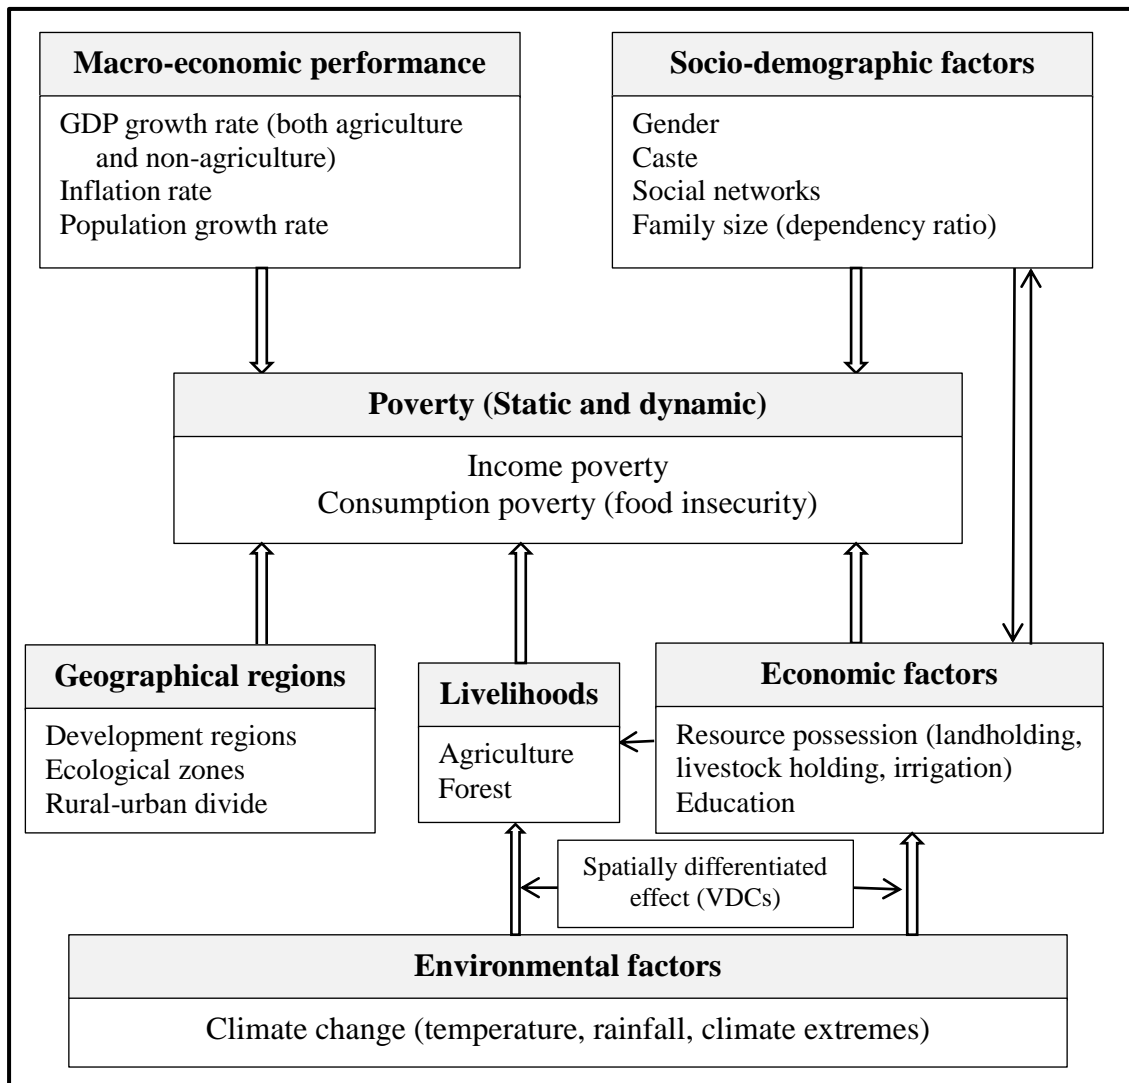 Macro-economic performance
GDP growth rate (both agriculture
and non-agriculture)
Inflation rate
Population growth rate
Socio-demographic factors
Gender
Caste
Social networks
Family size (dependency ratio)
Poverty (Static and dynamic)
Income poverty
Consumption poverty (food insecurity)
Geographical regions
Development regions
Ecological zones
Rural-urban divide
Livelihoods
Agriculture
Forest
Economic factors
Resource possession (landholding,
livestock holding, irrigation)
Education
Spatially differentiated
effect (VDCs)
Environmental factors
Climate change (temperature, rainfall, climate extremes)